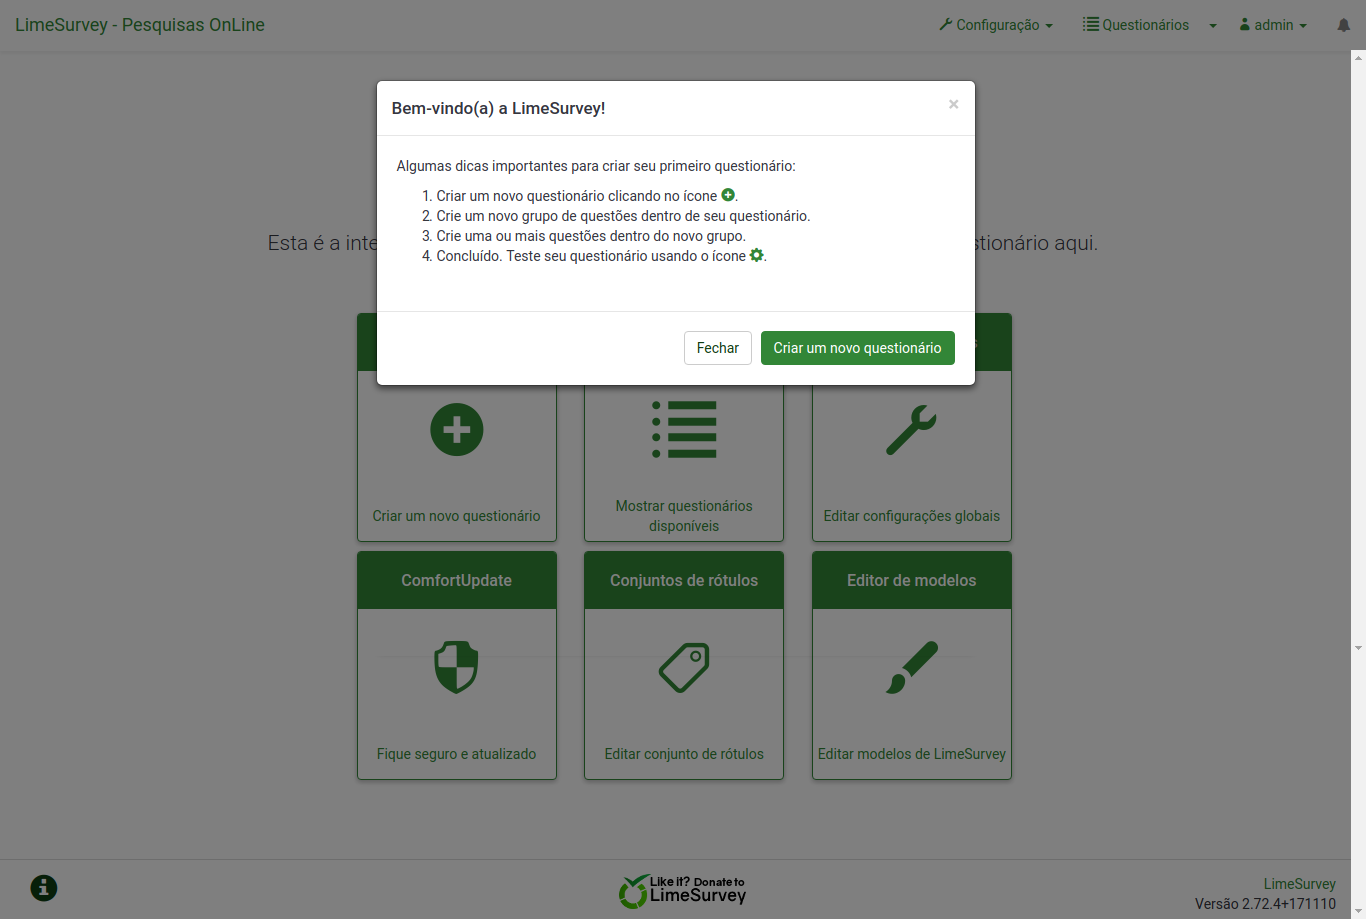 LimeSurvey - Pesquisas OnLine
Configuração
Questionários
admin
Bem-vindo(a) a LimeSurvey!
×
Algumas dicas importantes para criar seu primeiro questionário:
1. Criar um novo questionário clicando no ícone .
2. Crie um novo grupo de questões dentro de seu questionário.
3. Crie uma ou mais questões dentro do novo grupo.
4. Concluído. Teste seu questionário usando o ícone .
Esta é a aqui.
Fechar
Criar um novo questionário
Criar um novo questionário
Mostrar questionários
disponíveis
Editar configurações globais
ComfortUpdate
Conjuntos de rótulos
Editor de modelos
Fique seguro e atualizado
Editar conjunto de rótulos
Editar modelos de LimeSurvey
Like it? Donate to
LimeSurvey
LimeSurvey
Versão 2.72.4+171110